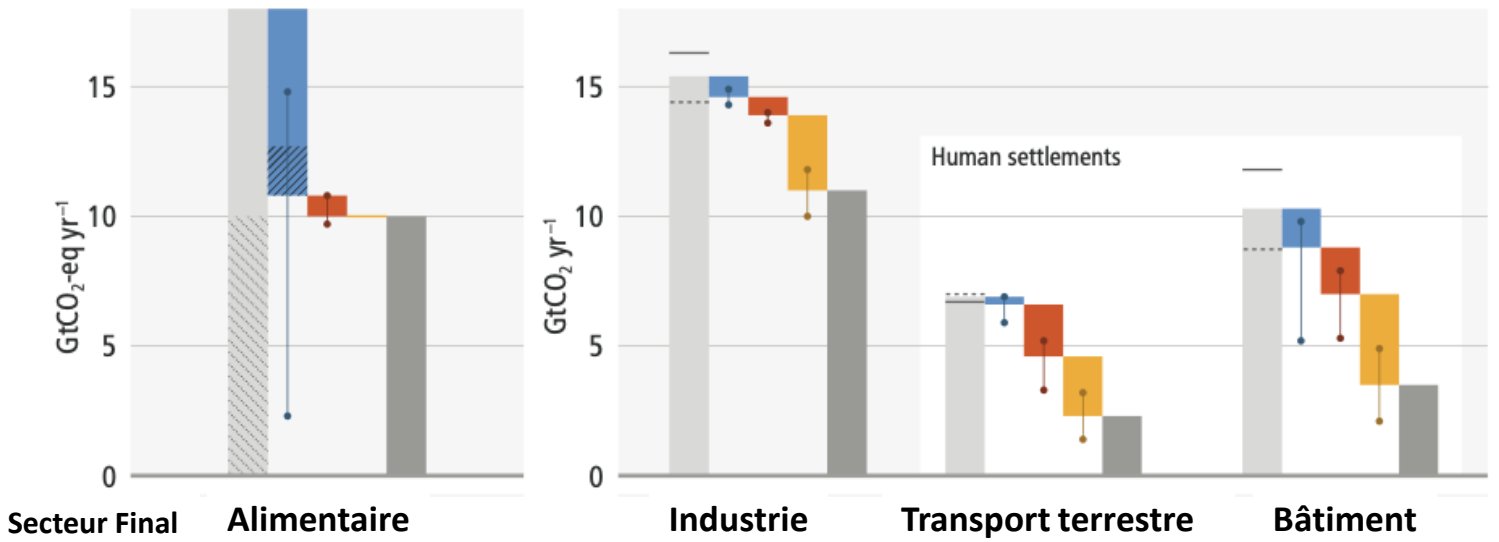 GtCO₂-eq yr⁻¹
15
10
5
0
GtCO₂ yr⁻¹
15
10
5
0
Human settlements
Secteur Final
Alimentaire
Industrie
Transport terrestre
Bâtiment